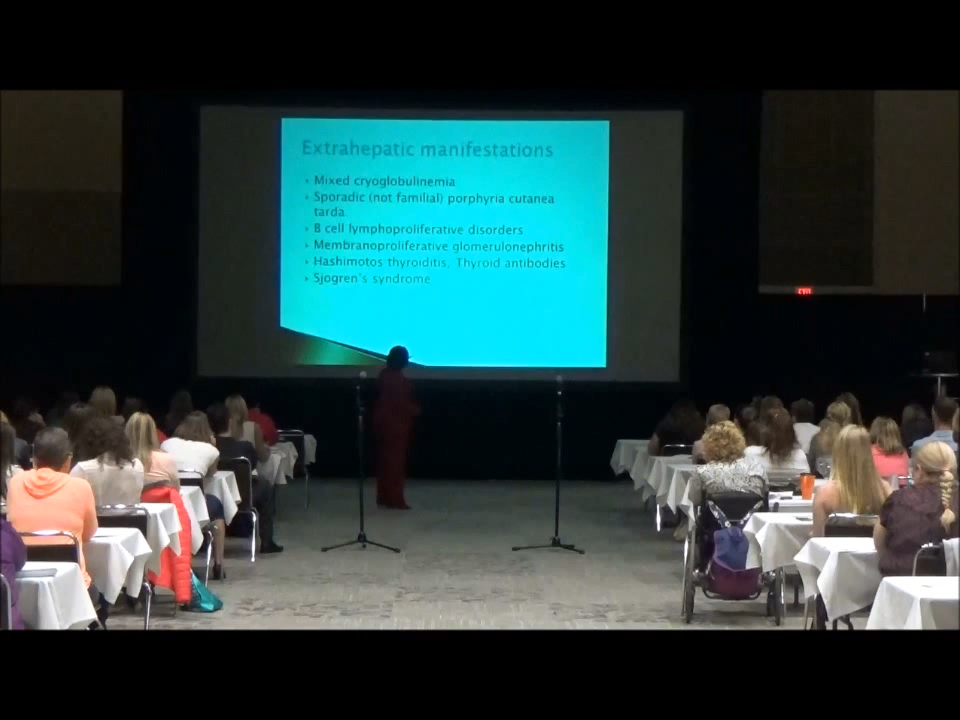 Extrahepatic manifestations
Mixed cryoglobulinemia
Sporadic (not familial) porphyria cutanea
tarda.
B cell lymphoproliferative disorders
Membranoproliferative glomerulonephritis
Hashimotos thyroiditis, Thyroid antibodies
Sjogren's syndrome
EXIT